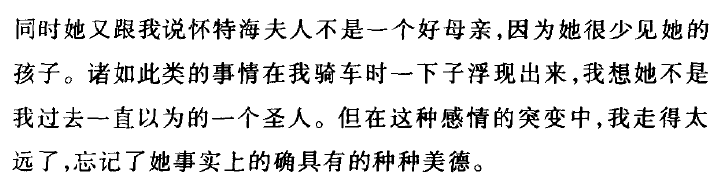 同时她又跟我说怀特海夫人不是一个好母亲,因为她很少见她的
孩子。诸如此类的事情在我骑车时一下子浮现出来,我想她不是
我过去一直以为的一个圣人。但在这种感情的突变中,我走得太
远了,忘记了她事实上的确具有的种种美德。